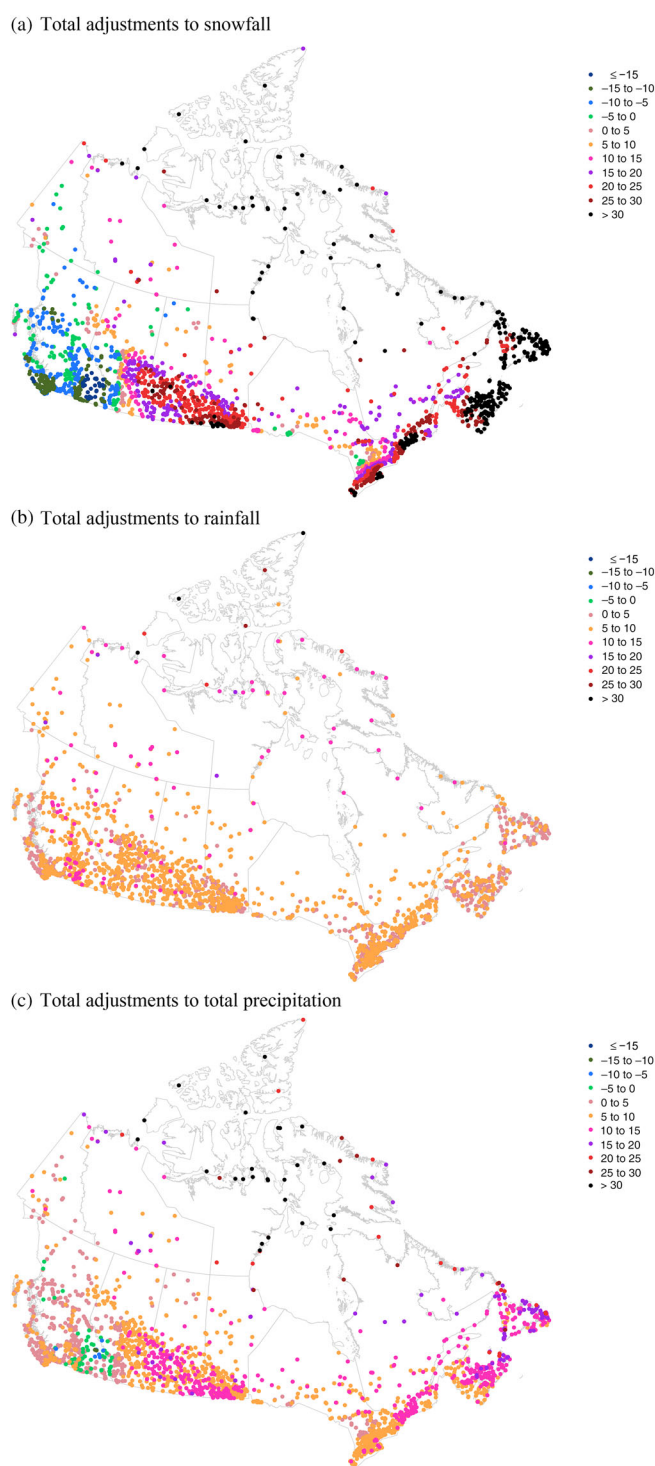 (a) Total adjustments to snowfall
≤ −15
−15 to −10
−10 to −5
−5 to 0
0 to 5
5 to 10
10 to 15
15 to 20
20 to 25
25 to 30
> 30
(b) Total adjustments to rainfall
≤ −15
−15 to −10
−10 to −5
−5 to 0
0 to 5
5 to 10
10 to 15
15 to 20
20 to 25
25 to 30
> 30
(c) Total adjustments to total precipitation
≤ −15
−15 to −10
−10 to −5
−5 to 0
0 to 5
5 to 10
10 to 15
15 to 20
20 to 25
25 to 30
> 30